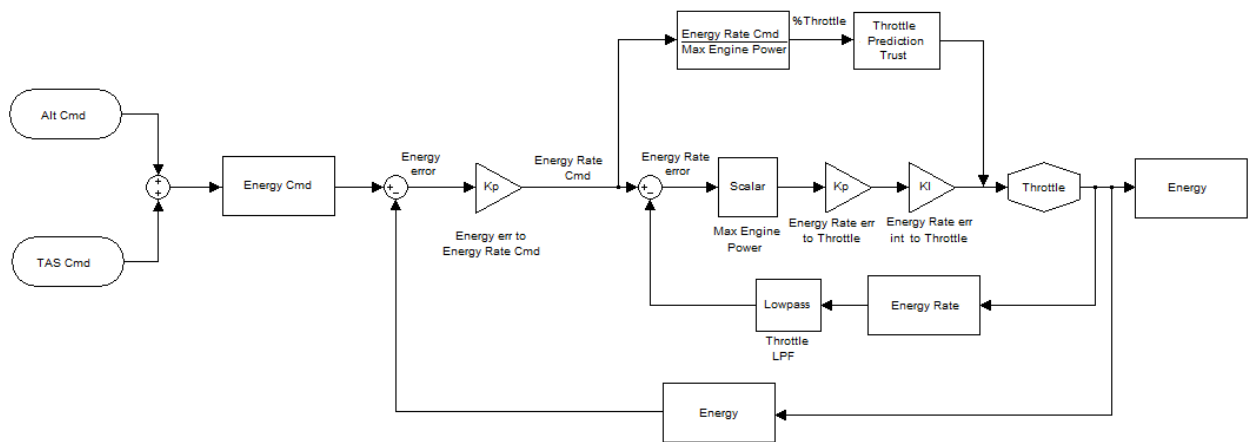 %Throttle
Energy Rate Cmd
Max Engine Power
Throttle
Prediction
Trust
Alt Cmd
TAS Cmd
+
+
Energy Cmd
Energy
error
−
Kp
Energy err to
Energy Rate Cmd
Energy Rate
Cmd
Energy Rate
error
−
Scalar
Max Engine
Power
Kp
Energy Rate err
to Throttle
KI
Energy Rate err
int to Throttle
Throttle
Energy
Lowpass
Throttle
LPF
Energy Rate
Energy